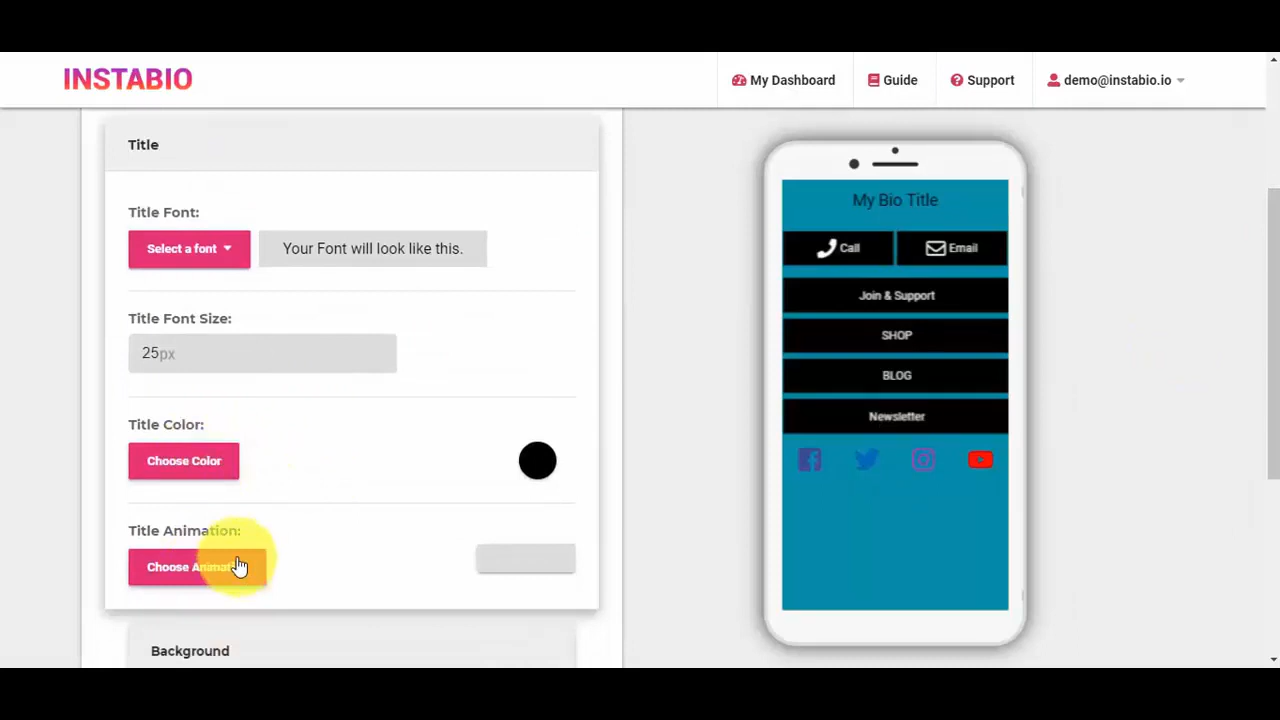 INSTABIO
My Dashboard
Guide
Support
demo@instabio.io
Title
Title Font:
Select a font
Your Font will look like this.
Title Font Size:
25px
Title Color:
Choose Color
Title Animation:
Choose Animati
Background
My Bio Title
Call
Email
Join & Support
SHOP
BLOG
Newsletter